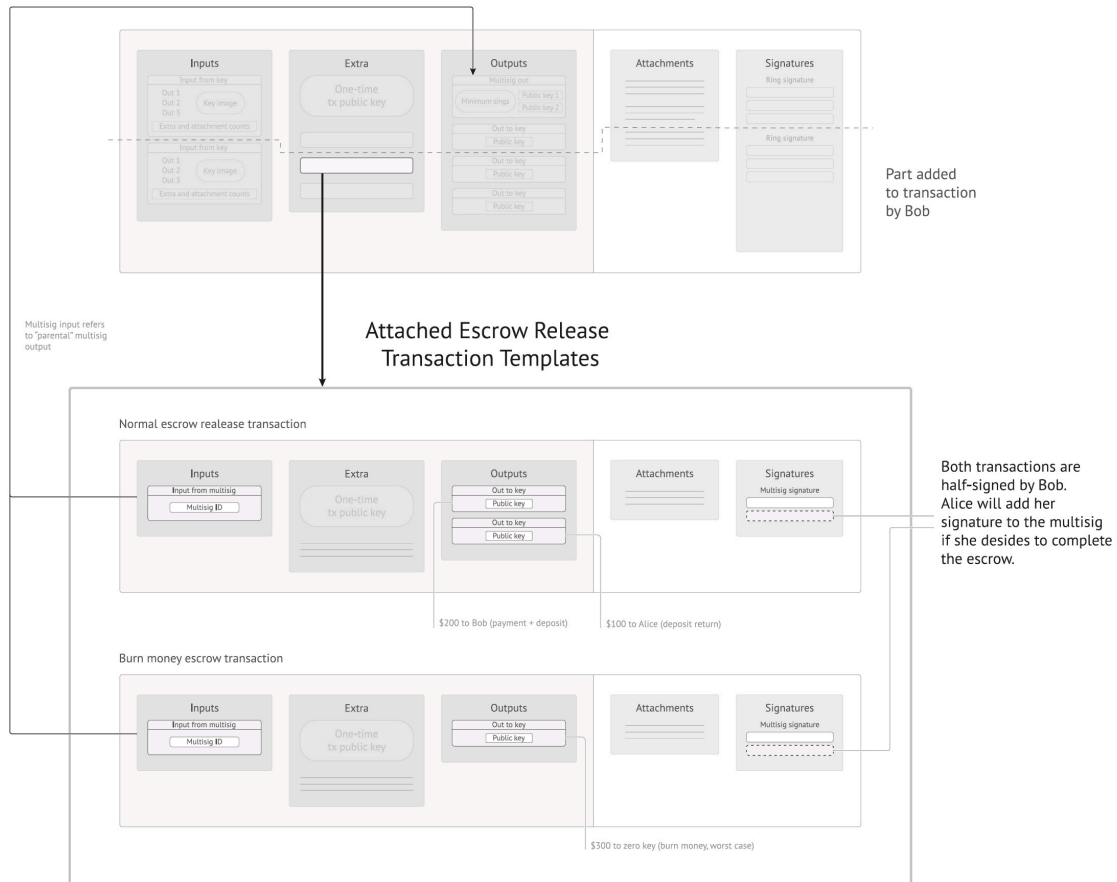 Inputs
Input from key
Out 1
Out 2
Out 3
Key image
Extra and attachment counts
Input from key
Out 1
Out 2
Out 3
Key image
Extra and attachment counts
Extra
One-time
tx public key
Outputs
Multisig out
Minimum sings
Public key 1
Public key 2
Out to key
Public key
Out to key
Public key
Out to key
Public key
Attachments
Signatures
Ring signature
Ring signature
Part added
to transaction
by Bob
Multisig input refers
to "parental" multisig
output
Attached Escrow Release
Transaction Templates
Normal escrow realease transaction
Inputs
Input from multisig
Multisig ID
Extra
One-time
tx public key
Outputs
Out to key
Public key
Out to key
Public key
Attachments
Signatures
Multisig signature
Both transactions are
half-signed by Bob.
Alice will add her
signature to the multisig
if she desides to complete
the escrow.
$200 to Bob (payment + deposit)
$100 to Alice (deposit return)
Burn money escrow transaction
Inputs
Input from multisig
Multisig ID
Extra
One-time
tx public key
Outputs
Out to key
Public key
Attachments
Signatures
Multisig signature
$300 to zero key (burn money, worst case)